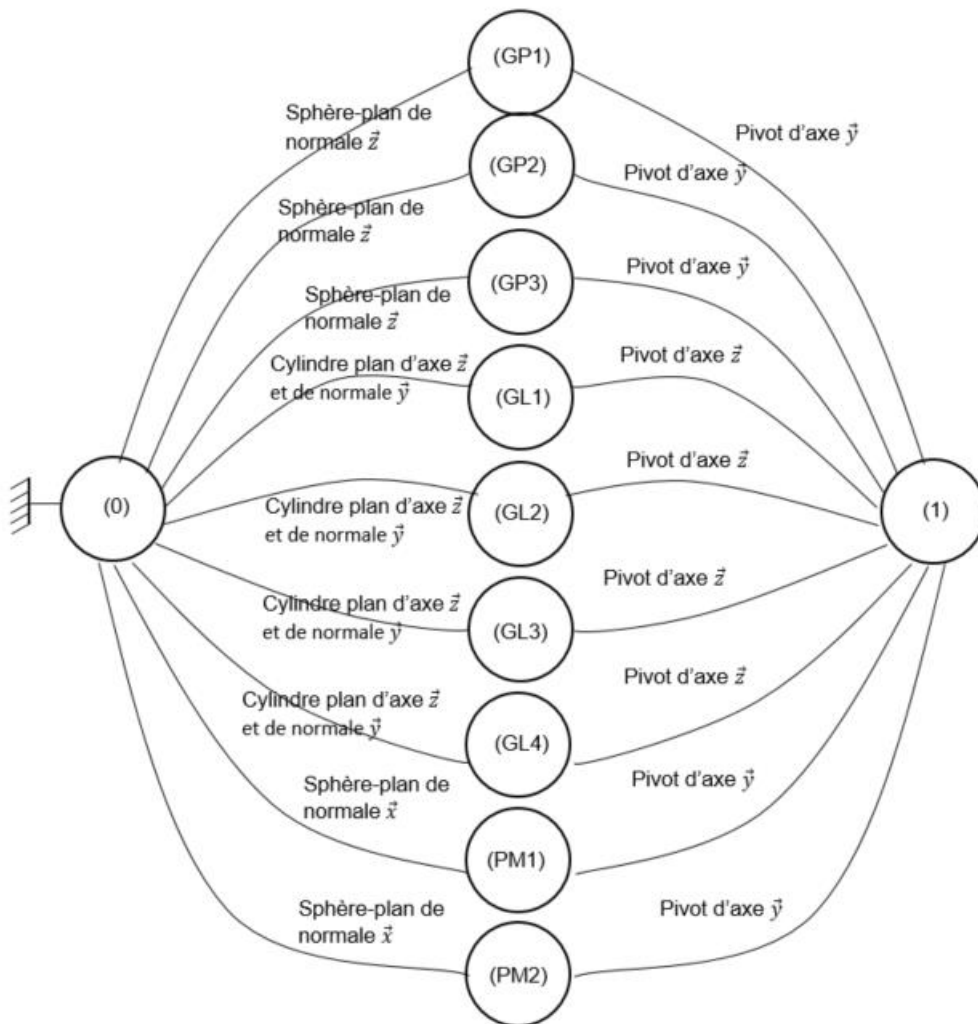 (GP1)
Sphère-plan de
normale z⃗
Pivot d'axe y⃗
(GP2)
Pivot d'axe y⃗
Sphère-plan de
normale z⃗
Pivot d'axe y⃗
(GP3)
Sphère-plan de
normale z⃗
Cylindre plan d'axe z⃗
et de normale y⃗
Pivot d'axe z⃗
(GL1)
Pivot d'axe z⃗
(0)
(GL2)
(1)
Cylindre plan d'axe z⃗
et de normale y⃗
Pivot d'axe z⃗
Cylindre plan d'axe z⃗
et de normale y⃗
(GL3)
Pivot d'axe z⃗
Cylindre plan d'axe z⃗
et de normale y⃗
(GL4)
Sphère-plan de
normale x⃗
Pivot d'axe y⃗
(PM1)
Sphère-plan de
normale x⃗
Pivot d'axe y⃗
(PM2)